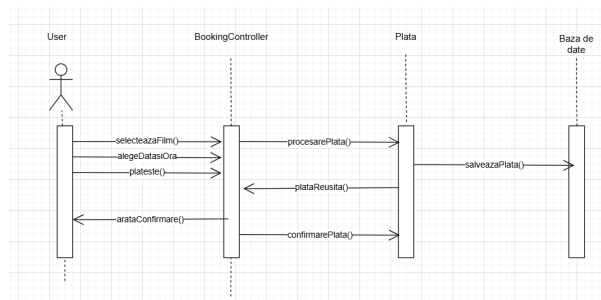 User
BookingController
Plata
Baza de
date
selecteazaFilm()
procesarePlata()
alegeDatasiOra
salveazaPlata()
plateste()
plataReusita()
arataConfirmare()
confirmarePlata()